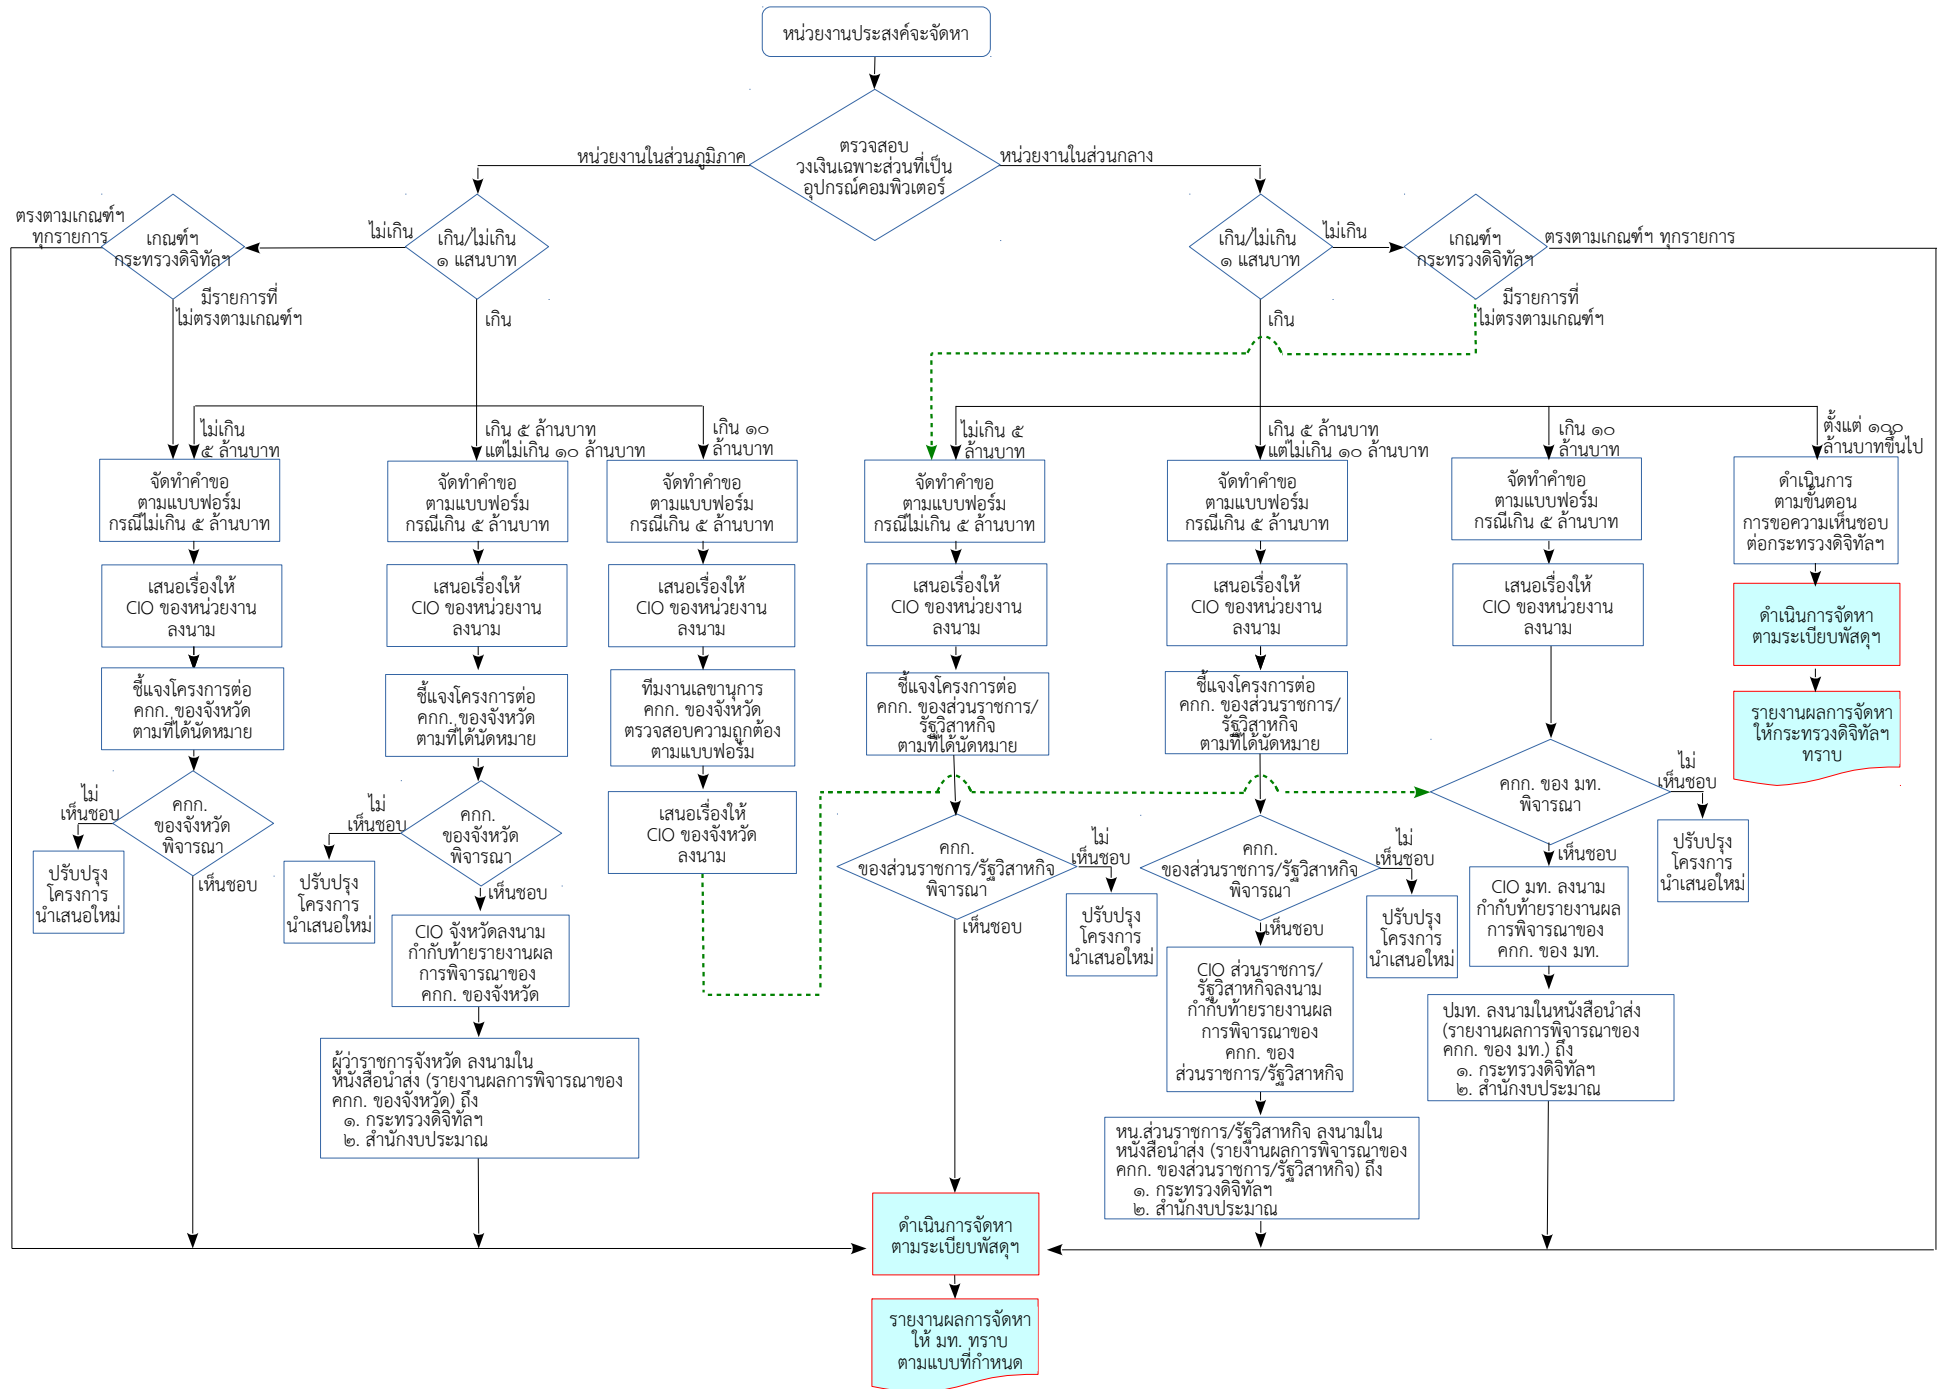 หน่วยงานประสงค์จะจัดหา
ตรวจสอบ
วงเงินเฉพาะส่วนที่เป็น
อุปกรณ์คอมพิวเตอร์
หน่วยงานในส่วนภูมิภาค
หน่วยงานในส่วนกลาง
ตรงตามเกณฑ์ฯ
ทุกรายการ
เกณฑ์ฯ
กระทรวงดิจิทัลฯ
ไม่เกิน
เกิน/ไม่เกิน
๑ แสนบาท
เกิน/ไม่เกิน
๑ แสนบาท
ไม่เกิน
เกณฑ์ฯ
กระทรวงดิจิทัลฯ
ตรงตามเกณฑ์ฯ ทุกรายการ
มีรายการที่
ไม่ตรงตามเกณฑ์ฯ
เกิน
เกิน
มีรายการที่
ไม่ตรงตามเกณฑ์ฯ
ไม่เกิน
๕ ล้านบาท
เกิน ๕ ล้านบาท
แต่ไม่เกิน ๑๐ ล้านบาท
เกิน ๑๐
ล้านบาท
ไม่เกิน ๕
ล้านบาท
เกิน ๕ ล้านบาท
แต่ไม่เกิน ๑๐ ล้านบาท
เกิน ๑๐
ล้านบาท
ตั้งแต่ ๑๐๐
ล้านบาทขึ้นไป
จัดทำคำขอ
ตามแบบฟอร์ม
กรณีไม่เกิน ๕ ล้านบาท
จัดทำคำขอ
ตามแบบฟอร์ม
กรณีเกิน ๕ ล้านบาท
จัดทำคำขอ
ตามแบบฟอร์ม
กรณีเกิน ๕ ล้านบาท
จัดทำคำขอ
ตามแบบฟอร์ม
กรณีไม่เกิน ๕ ล้านบาท
จัดทำคำขอ
ตามแบบฟอร์ม
กรณีเกิน ๕ ล้านบาท
จัดทำคำขอ
ตามแบบฟอร์ม
กรณีเกิน ๕ ล้านบาท
ดำเนินการ
ตามขั้นตอน
การขอความเห็นชอบ
ต่อกระทรวงดิจิทัลฯ
เสนอเรื่องให้
CIO ของหน่วยงาน
ลงนาม
เสนอเรื่องให้
CIO ของหน่วยงาน
ลงนาม
เสนอเรื่องให้
CIO ของหน่วยงาน
ลงนาม
เสนอเรื่องให้
CIO ของหน่วยงาน
ลงนาม
เสนอเรื่องให้
CIO ของหน่วยงาน
ลงนาม
เสนอเรื่องให้
CIO ของหน่วยงาน
ลงนาม
ดำเนินการจัดหา
ตามระเบียบพัสดุฯ
ชี้แจงโครงการต่อ
คกก. ของจังหวัด
ตามที่ได้นัดหมาย
ชี้แจงโครงการต่อ
คกก. ของจังหวัด
ตามที่ได้นัดหมาย
ทีมงานเลขานุการ
คกก. ของจังหวัด
ตรวจสอบความถูกต้อง
ตามแบบฟอร์ม
ชี้แจงโครงการต่อ
คกก. ของส่วนราชการ/
รัฐวิสาหกิจ
ตามที่ได้นัดหมาย
ชี้แจงโครงการต่อ
คกก. ของส่วนราชการ/
รัฐวิสาหกิจ
ตามที่ได้นัดหมาย
รายงานผลการจัดหา
ให้กระทรวงดิจิทัลฯ
ทราบ
ไม่
เห็นชอบ
คกก.
ของจังหวัด
พิจารณา
ไม่
เห็นชอบ
คกก.
ของจังหวัด
พิจารณา
เสนอเรื่องให้
CIO ของจังหวัด
ลงนาม
คกก.
ของส่วนราชการ/รัฐวิสาหกิจ
พิจารณา
ไม่
เห็นชอบ
คกก.
ของส่วนราชการ/รัฐวิสาหกิจ
พิจารณา
ไม่
เห็นชอบ
คกก. ของ มท.
พิจารณา
ไม่
เห็นชอบ
ปรับปรุง
โครงการ
นำเสนอใหม่
เห็นชอบ
ปรับปรุง
โครงการ
นำเสนอใหม่
เห็นชอบ
เห็นชอบ
ปรับปรุง
โครงการ
นำเสนอใหม่
เห็นชอบ
ปรับปรุง
โครงการ
นำเสนอใหม่
เห็นชอบ
ปรับปรุง
โครงการ
นำเสนอใหม่
CIO จังหวัดลงนาม
กำกับท้ายรายงานผล
การพิจารณาของ
คกก. ของจังหวัด
CIO ส่วนราชการ/
รัฐวิสาหกิจลงนาม
กำกับท้ายรายงานผล
การพิจารณาของ
คกก. ของ
ส่วนราชการ/รัฐวิสาหกิจ
CIO มท. ลงนาม
กำกับท้ายรายงานผล
การพิจารณาของ
คกก. ของ มท.
ผู้ว่าราชการจังหวัด ลงนามใน
หนังสือนำส่ง (รายงานผลการพิจารณาของ
คกก. ของจังหวัด) ถึง
๑. กระทรวงดิจิทัลฯ
๒. สำนักงบประมาณ
หน.ส่วนราชการ/รัฐวิสาหกิจ ลงนามใน
หนังสือนำส่ง (รายงานผลการพิจารณาของ
คกก. ของส่วนราชการ/รัฐวิสาหกิจ) ถึง
๑. กระทรวงดิจิทัลฯ
๒. สำนักงบประมาณ
ปมท. ลงนามในหนังสือนำส่ง
(รายงานผลการพิจารณาของ
คกก. ของ มท.) ถึง
๑. กระทรวงดิจิทัลฯ
๒. สำนักงบประมาณ
ดำเนินการจัดหา
ตามระเบียบพัสดุฯ
รายงานผลการจัดหา
ให้ มท. ทราบ
ตามแบบที่กำหนด